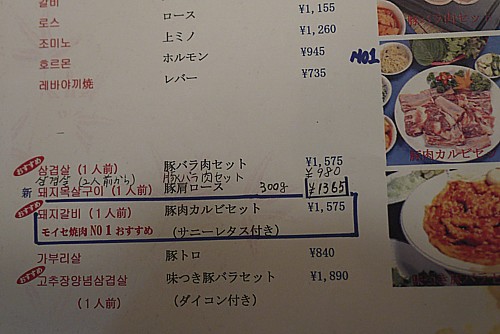 갈비 ¥1,155
로스 ロース
조미노 上ミノ ¥1,260
호르몬 ホルモン ¥945
레바야끼焼 レバー ¥735
NO1
豚肉カルビセ
おすすめ
삼겹살 (1人前) 豚バラ肉セット ¥1,575
삼겹살 (2人前から) 豚バラ肉セット ¥980
新 돼지목살구이 (1人前) 豚肩ロース 300g ¥1365
おすすめ
돼지갈비 (1人前) 豚肉カルビセット ¥1,575
モイセ焼肉 NO1 おすすめ (サニーレタス付き)
가부리살 豚トロ ¥840
おすすめ
고추장양념삼겹살 味つき豚バラセット ¥1,890
(1人前) (ダイコン付き)